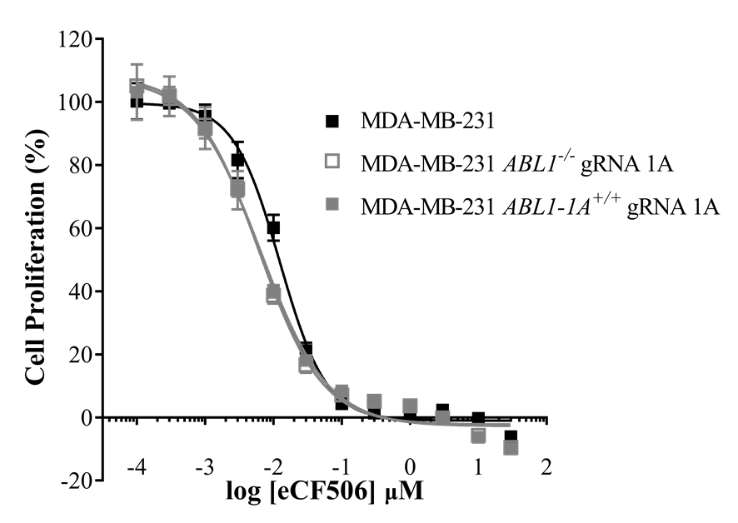 120
100
80
60
40
20
0
-20
Cell Proliferation (%)
MDA-MB-231
MDA-MB-231 ABL1-/- gRNA 1A
MDA-MB-231 ABL1-1A+/+ gRNA 1A
-4 -3 -2 -1 0 1 2
log [eCF506] µM